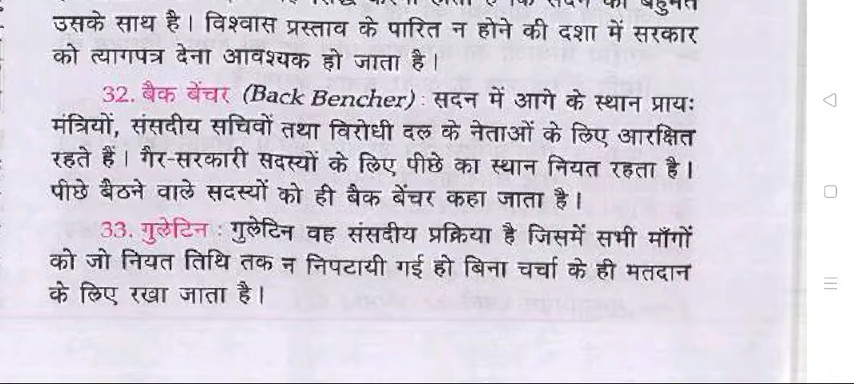 उसके साथ है। विश्वास प्रस्ताव के पारित न होने की दशा में सरकार
को त्यागपत्र देना आवश्यक हो जाता है।
32. बैक बेंचर (Back Bencher) : सदन में आगे के स्थान प्रायः
मंत्रियों, संसदीय सचिवों तथा विरोधी दल के नेताओं के लिए आरक्षित
रहते हैं। गैर-सरकारी सदस्यों के लिए पीछे का स्थान नियत रहता है।
पीछे बैठने वाले सदस्यों को ही बैक बेंचर कहा जाता है।
33. गुलेटिन : गुलेटिन वह संसदीय प्रक्रिया है जिसमें सभी माँगों
को जो नियत तिथि तक न निपटायी गई हो बिना चर्चा के ही मतदान
के लिए रखा जाता है।